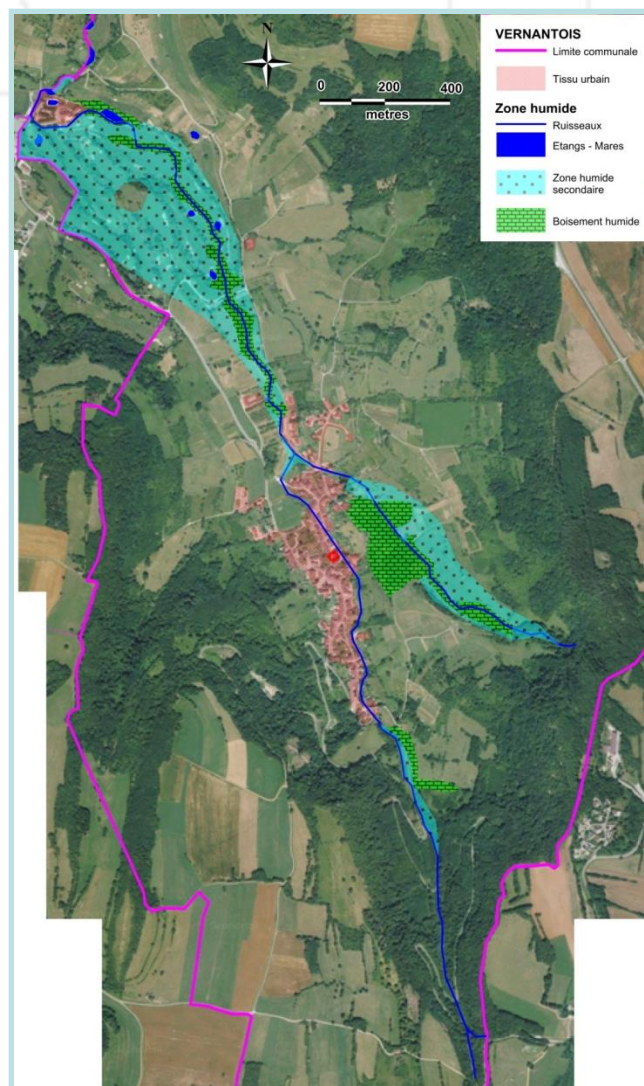 N
0 200 400
metres
VERNANTOIS
Limite communale
Tissu urbain
Zone humide
Ruisseaux
Etangs - Mares
Zone humide
secondaire
Boisement humide